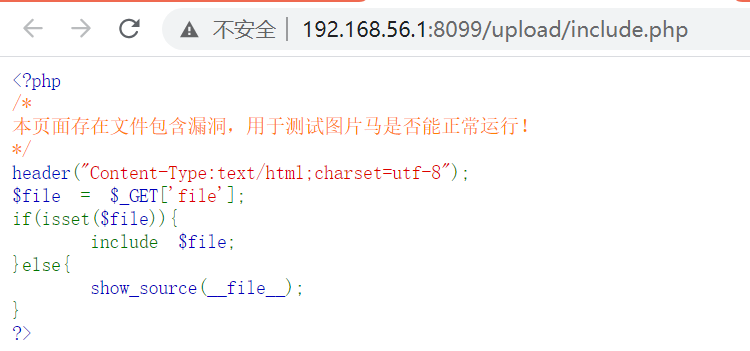 不安全 192.168.56.1:8099/upload/include.php
<?php
/*
本页面存在文件包含漏洞，用于测试图片马是否能正常运行！
*/
header("Content-Type:text/html;charset=utf-8");
$file  =  $_GET['file'];
if(isset($file)){
        include  $file;
}else{
        show_source(__file__);
}
?>